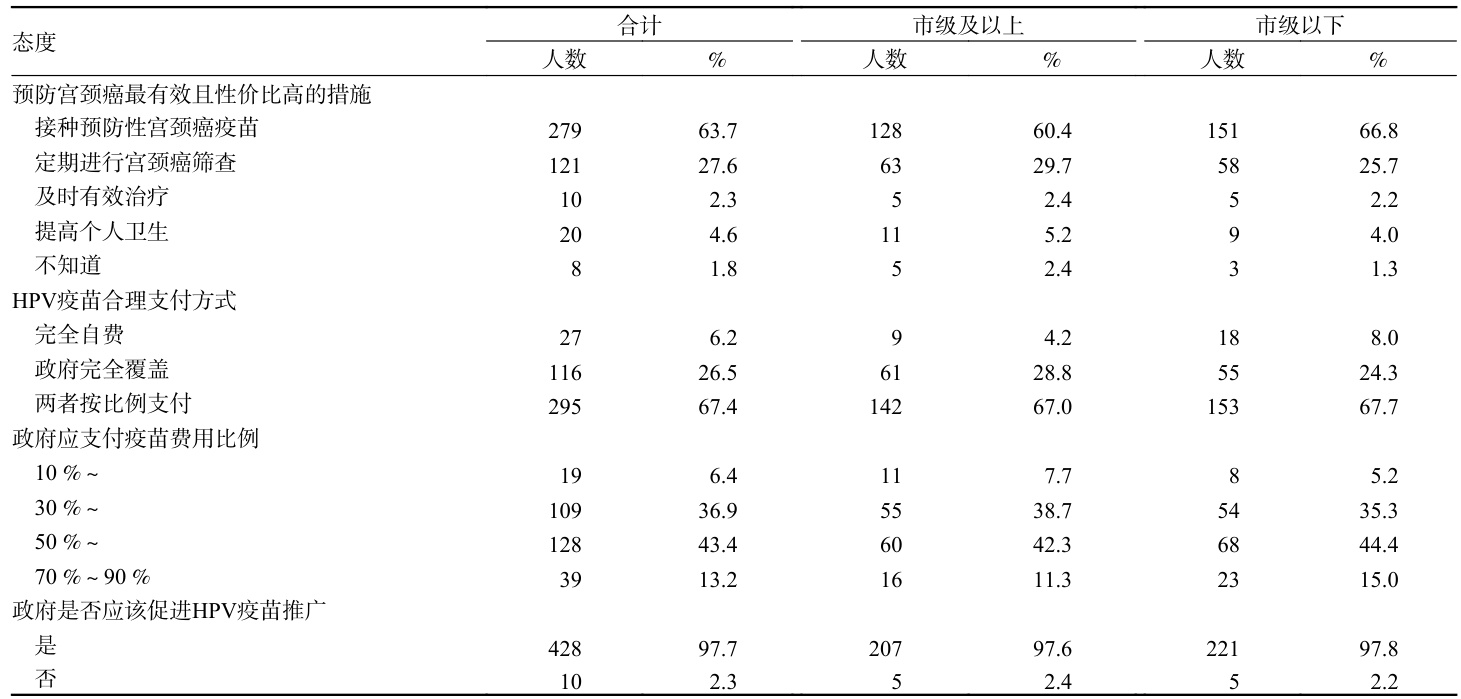 态度 合计 市级及以上 市级以下
人数 % 人数 % 人数 %
预防宫颈癌最有效且性价比高的措施
接种预防性宫颈癌疫苗 279 63.7 128 60.4 151 66.8
定期进行宫颈癌筛查 121 27.6 63 29.7 58 25.7
及时有效治疗 10 2.3 5 2.4 5 2.2
提高个人卫生 20 4.6 11 5.2 9 4.0
不知道 8 1.8 5 2.4 3 1.3
HPV疫苗合理支付方式
完全自费 27 6.2 9 4.2 18 8.0
政府完全覆盖 116 26.5 61 28.8 55 24.3
两者按比例支付 295 67.4 142 67.0 153 67.7
政府应支付疫苗费用比例
10 % ~ 19 6.4 11 7.7 8 5.2
30 % ~ 109 36.9 55 38.7 54 35.3
50 % ~ 128 43.4 60 42.3 68 44.4
70 % ~ 90 % 39 13.2 16 11.3 23 15.0
政府是否应该促进HPV疫苗推广
是 428 97.7 207 97.6 221 97.8
否 10 2.3 5 2.4 5 2.2